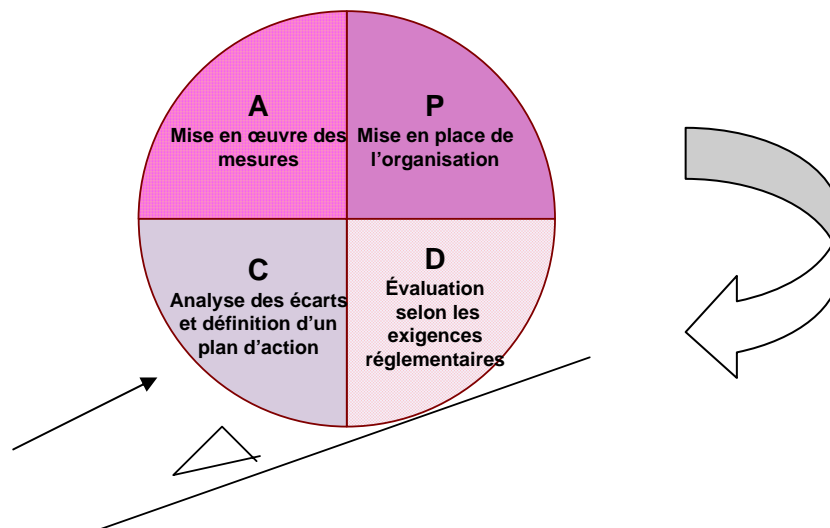 A
Mise en œuvre des
mesures
P
Mise en place de
l’organisation
C
Analyse des écarts
et définition d’un
plan d’action
D
Évaluation
selon les
exigences
réglementaires